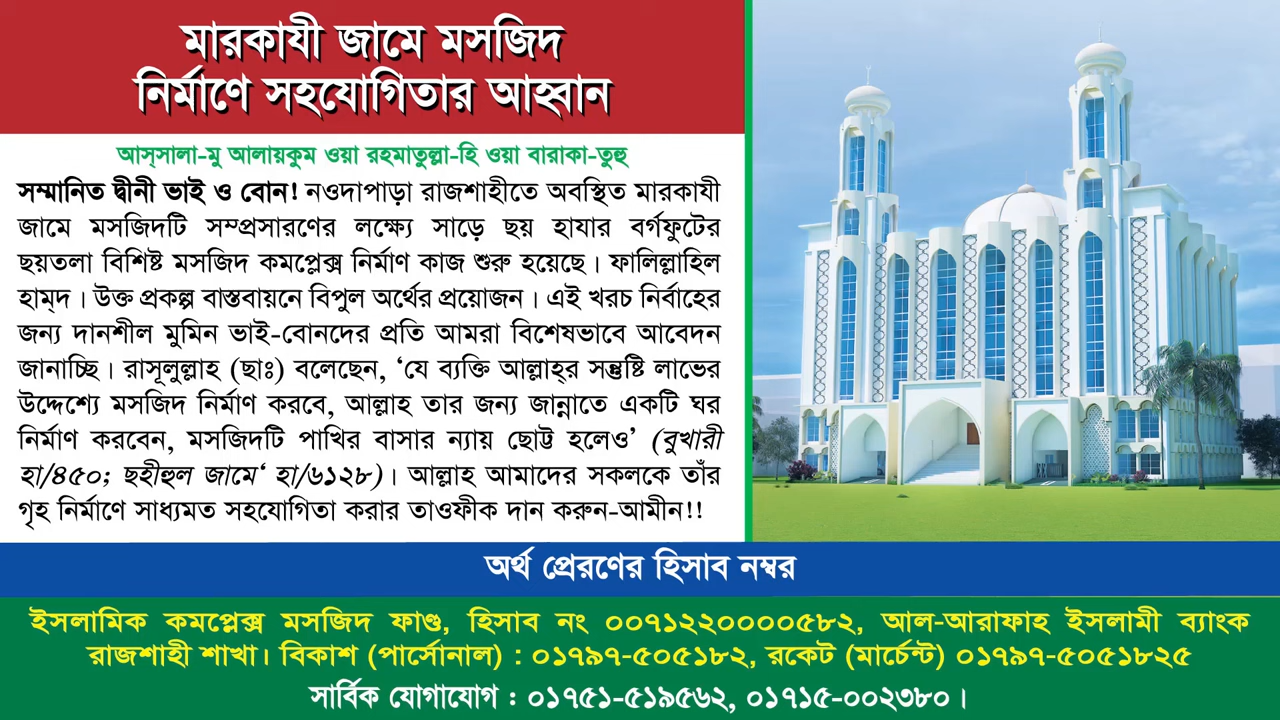 মারকাযী জামে মসজিদ
নির্মাণে সহযোগিতার আহ্বান
আস্সালা-মু আলায়কুম ওয়া রহমাতুল্লা-হি ওয়া বারাকা-তুহু
সম্মানিত দ্বীনী ভাই ও বোন! নওদাপাড়া রাজশাহীতে অবস্থিত মারকাযী
জামে মসজিদটি সম্প্রসারণের লক্ষ্যে সাড়ে ছয় হাযার বর্গফুটের
ছয়তলা বিশিষ্ট মসজিদ কমপ্লেক্স নির্মাণ কাজ শুরু হয়েছে। ফালিল্লাহিল
হাম্দ। উক্ত প্রকল্প বাস্তবায়নে বিপুল অর্থের প্রয়োজন। এই খরচ নির্বাহের
জন্য দানশীল মুমিন ভাই-বোনদের প্রতি আমরা বিশেষভাবে আবেদন
জানাচ্ছি। রাসূলুল্লাহ (ছাঃ) বলেছেন, ‘যে ব্যক্তি আল্লাহ্‌র সন্তুষ্টি লাভের
উদ্দেশ্যে মসজিদ নির্মাণ করবে, আল্লাহ তার জন্য জান্নাতে একটি ঘর
নির্মাণ করবেন, মসজিদটি পাখির বাসার ন্যায় ছোট্ট হলেও’ (বুখারী
হা/৪৫০; ছহীহুল জামে‘ হা/৬১২৮)। আল্লাহ আমাদের সকলকে তাঁর
গৃহ নির্মাণে সাধ্যমত সহযোগিতা করার তাওফীক দান করুন-আমীন!!
অর্থ প্রেরণের হিসাব নম্বর
ইসলামিক কমপ্লেক্স মসজিদ ফাণ্ড, হিসাব নং ০০৭১২২০০০০৫৮২, আল-আরাফাহ ইসলামী ব্যাংক
রাজশাহী শাখা। বিকাশ (পার্সোনাল) : ০১৭৯৭-৫০৫১৮২, রকেট (মার্চেন্ট) ০১৭৯৭-৫০৫১৮২৫
সার্বিক যোগাযোগ : ০১৭৫১-৫১৯৫৬২, ০১৭১৫-০০২৩৮০।